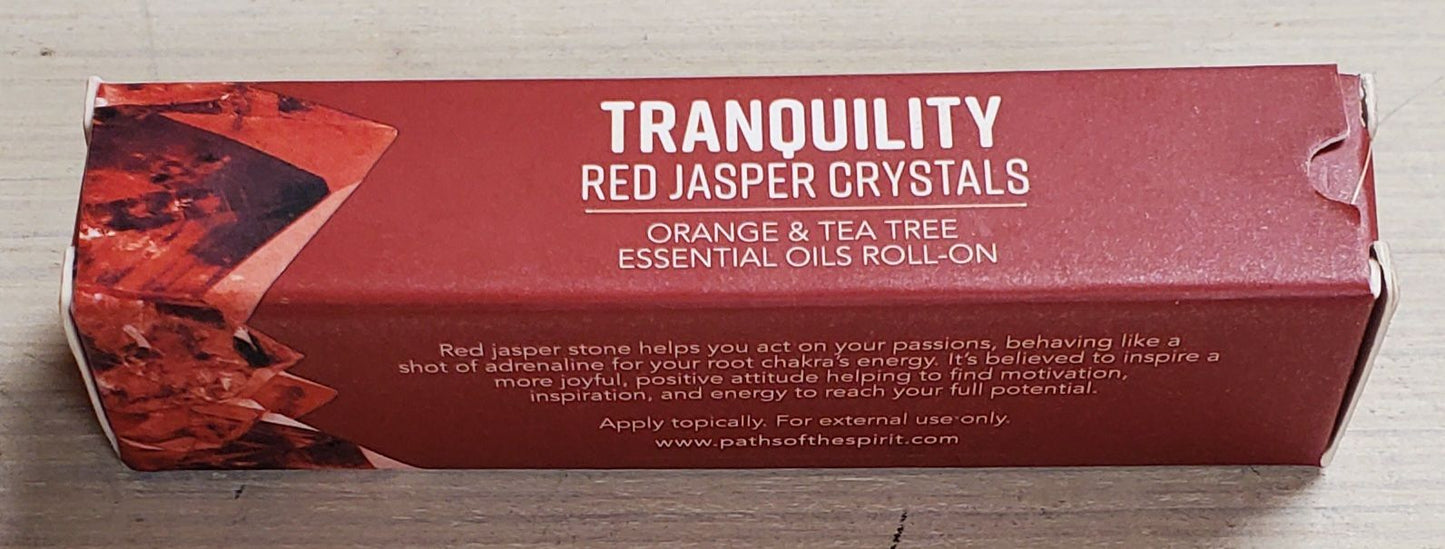 TRANQUILITY
RED JASPER CRYSTALS
ORANGE & TEA TREE
ESSENTIAL OILS ROLL-ON
Red jasper stone helps you act on your passions, behaving like a
shot of adrenaline for your root chakra's energy. It's believed to inspire a
more joyful, positive attitude helping to find motivation,
inspiration, and energy to reach your full potential.
Apply topically. For external use only.
www.pathsofthespirit.com